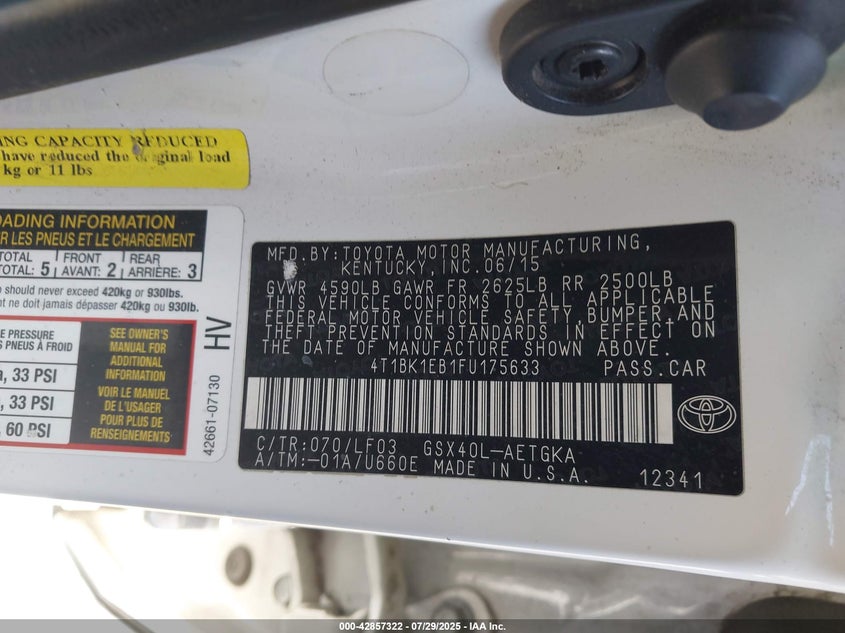 ING CAPACITY REDUCED
have reduced the original load
kg or 11 lbs
OADING INFORMATION
R LES PNEUS ET LE CHARGEMENT
TOTAL FRONT REAR
TOTAL: 5 AVANT: 2 ARRIÈRE: 3
should never exceed 420kg or 930lbs.
nt ne doit jamais dépasser 420kg or 930lb.
E PRESSURE
S PNEUS À FROID
, 33 PSI
, 33 PSI
, 60 PSI
SEE OWNER'S
MANUAL FOR
ADDITIONAL
INFORMATION
VOIR LE MANUEL
DE L'USAGER
POUR PLUS DE
RENSEIGNEMENTS
42661-07130 HV
MFD.BY:TOYOTA MOTOR MANUFACTURING,
KENTUCKY, INC.06/15
GVWR 4590LB GAWR FR 2625LB RR 2500LB
THIS VEHICLE CONFORMS TO ALL APPLICABLE
FEDERAL MOTOR VEHICLE SAFETY, BUMPER,AND
THEFT PREVENTION STANDARDS IN EFFECT ON
THE DATE OF MANUFACTURE SHOWN ABOVE.
4T1BK1EB1FU175633 PASS.CAR
C/TR:070/LF03 GSX40L-AETGKA
A/TM:-01A/U660E MADE IN U.S.A.
12341
000-42857322 - 07/29/2025 - IAA, LLC.